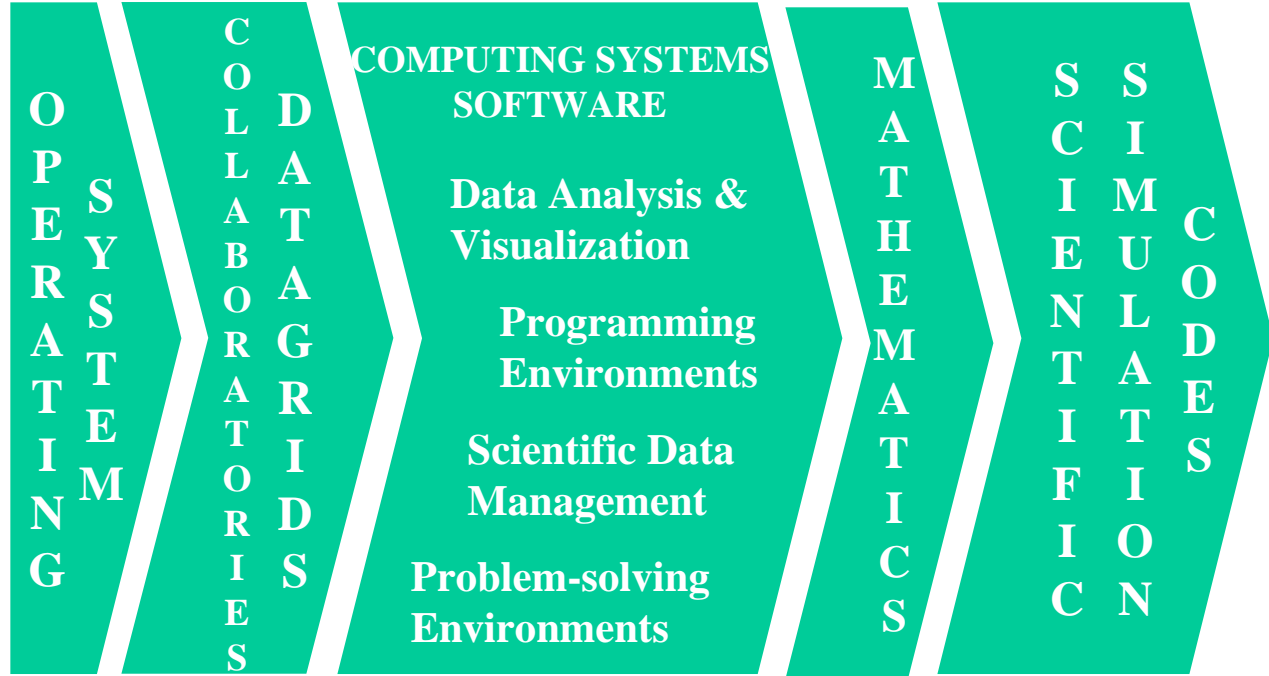 OPERATING
SYSTEM
COLLABORATORIES
DATAGRIDS
COMPUTING SYSTEMS
SOFTWARE
Data Analysis &
Visualization
Programming
Environments
Scientific Data
Management
Problem-solving
Environments
MATHEMATICS
SCIENTIFIC
SIMULATION
CODES